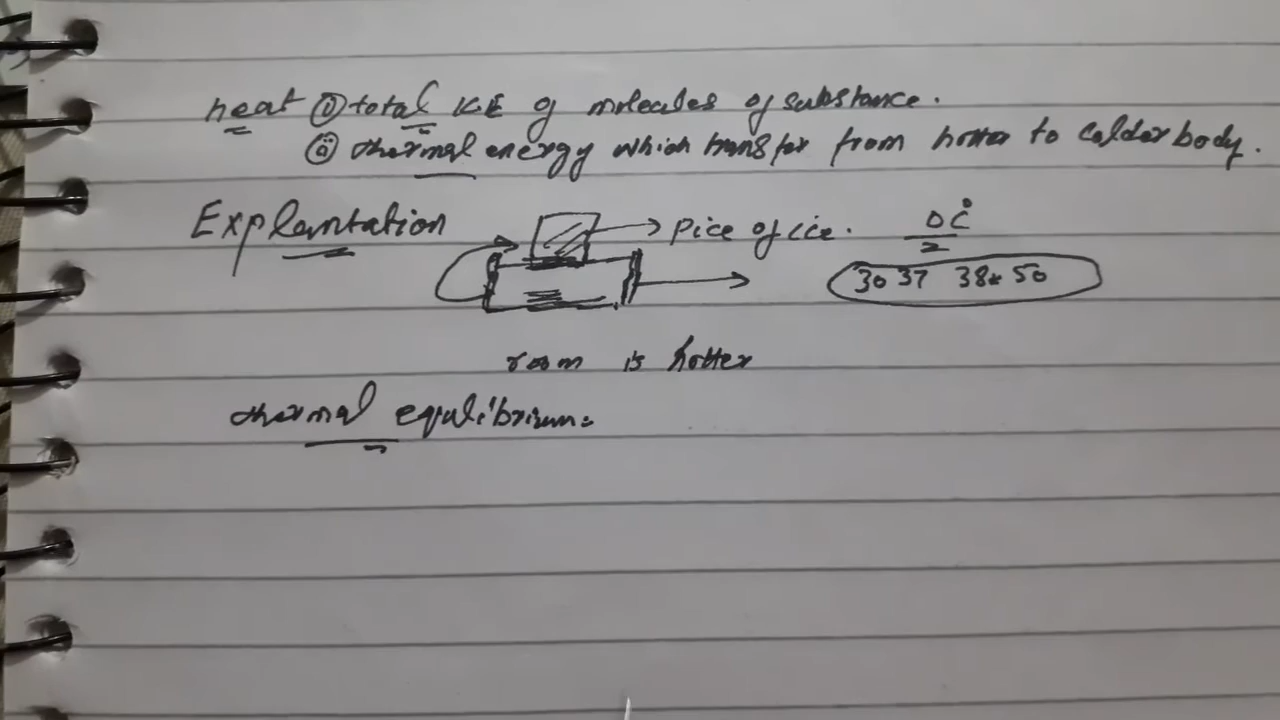 heat ① total KE of molecules of substance.
② thermal energy which transfer from hotter to colder body.
Explantation → Pice of ice. 0 C°
30 37 38 50
room is hotter
thermal equilibrium: